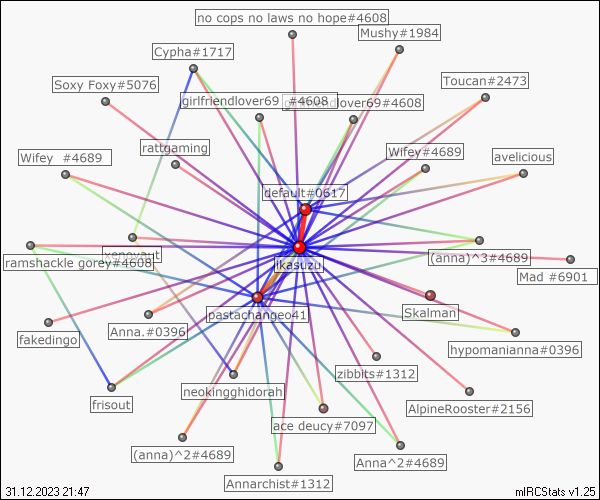 no cops no laws no hope#4608
Mushy#1984
Cypha#1717
Soxy Foxy#5076
Toucan#2473
girlfriendlover69 #4608
girlfriendlover69#4608
rattgaming
Wifey #4689
Wifey#4689
avelicious
default#0617
xenovaut
ikasuzu
ramshackle gorey#4608
(anna)^3#4689
Mad #6901
pastachangeo41
Skalman
Anna.#0396
fakedingo
hypomanianna#0396
zibbits#1312
neokingghidorah
frisout
AlpineRooster#2156
ace deucy#7097
(anna)^2#4689
Anna^2#4689
Annarchist#1312
31.12.2023 21:47
mIRCStats v1.25